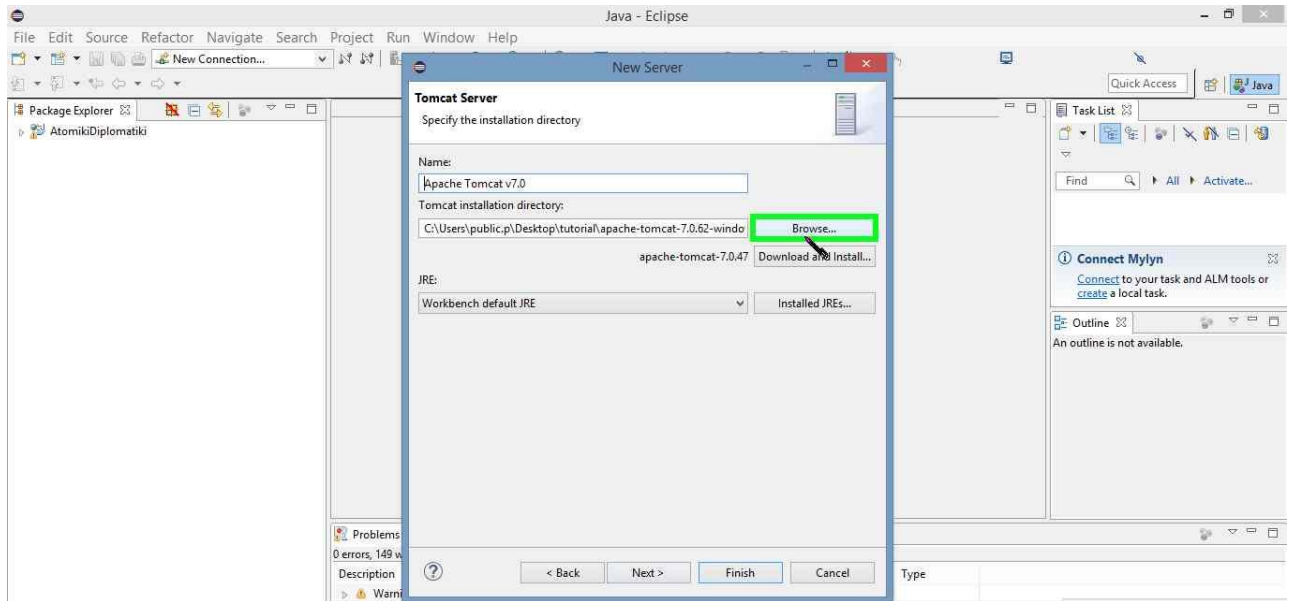 Java - Eclipse
File Edit Source Refactor Navigate Search Project Run Window Help
New Connection...
Quick Access
Java
Package Explorer
AtomikiDiplomatiki
New Server
Tomcat Server
Specify the installation directory
Name:
Apache Tomcat v7.0
Tomcat installation directory:
C:\Users\public.p\Desktop\tutorial\apache-tomcat-7.0.62-windo
Browse...
apache-tomcat-7.0.47 Download and Install...
JRE:
Workbench default JRE
Installed JREs...
< Back Next > Finish Cancel
Task List
Find All Activate...
Connect Mylyn
Connect to your task and ALM tools or
create a local task.
Outline
An outline is not available.
Problems
0 errors, 149 w
Description Type
Warni